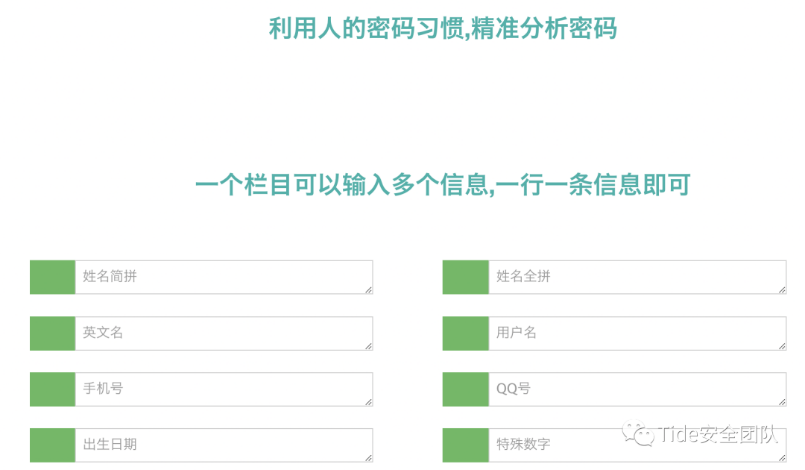 利用人的密码习惯,精准分析密码
一个栏目可以输入多个信息,一行一条信息即可
姓名简拼
姓名全拼
英文名
用户名
手机号
QQ号
出生日期
特殊数字
Tide安全团队